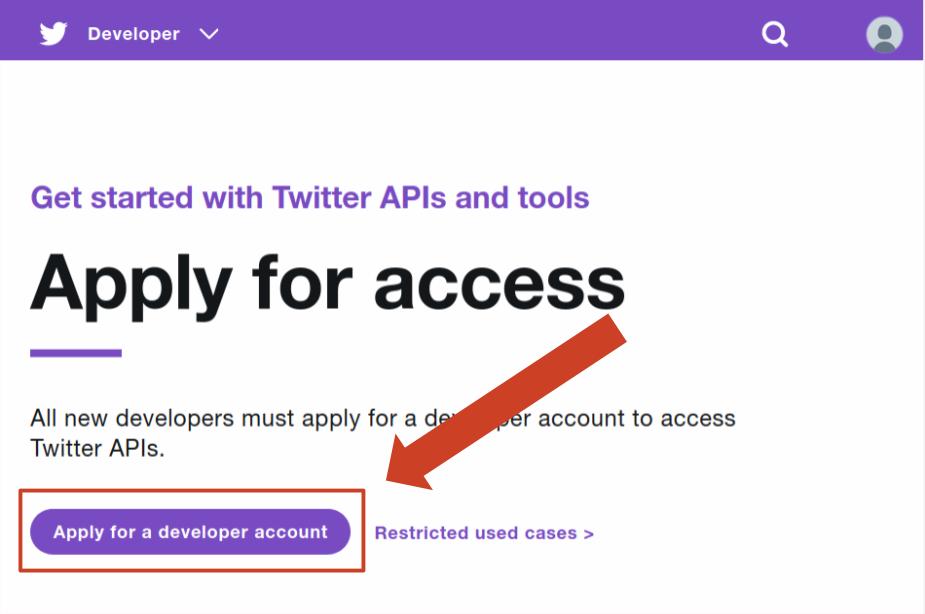 Developer
Get started with Twitter APIs and tools
Apply for access
All new developers must apply for a de per account to access
Twitter APIs.
Apply for a developer account
Restricted used cases >